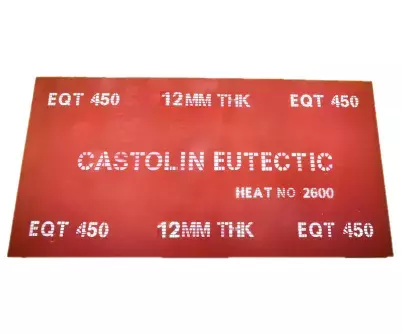 EQT 450 12MM THK EQT 450
CASTOLIN EUTECTIC
HEAT NO 2600
EQT 450 12MM THK EQT 450